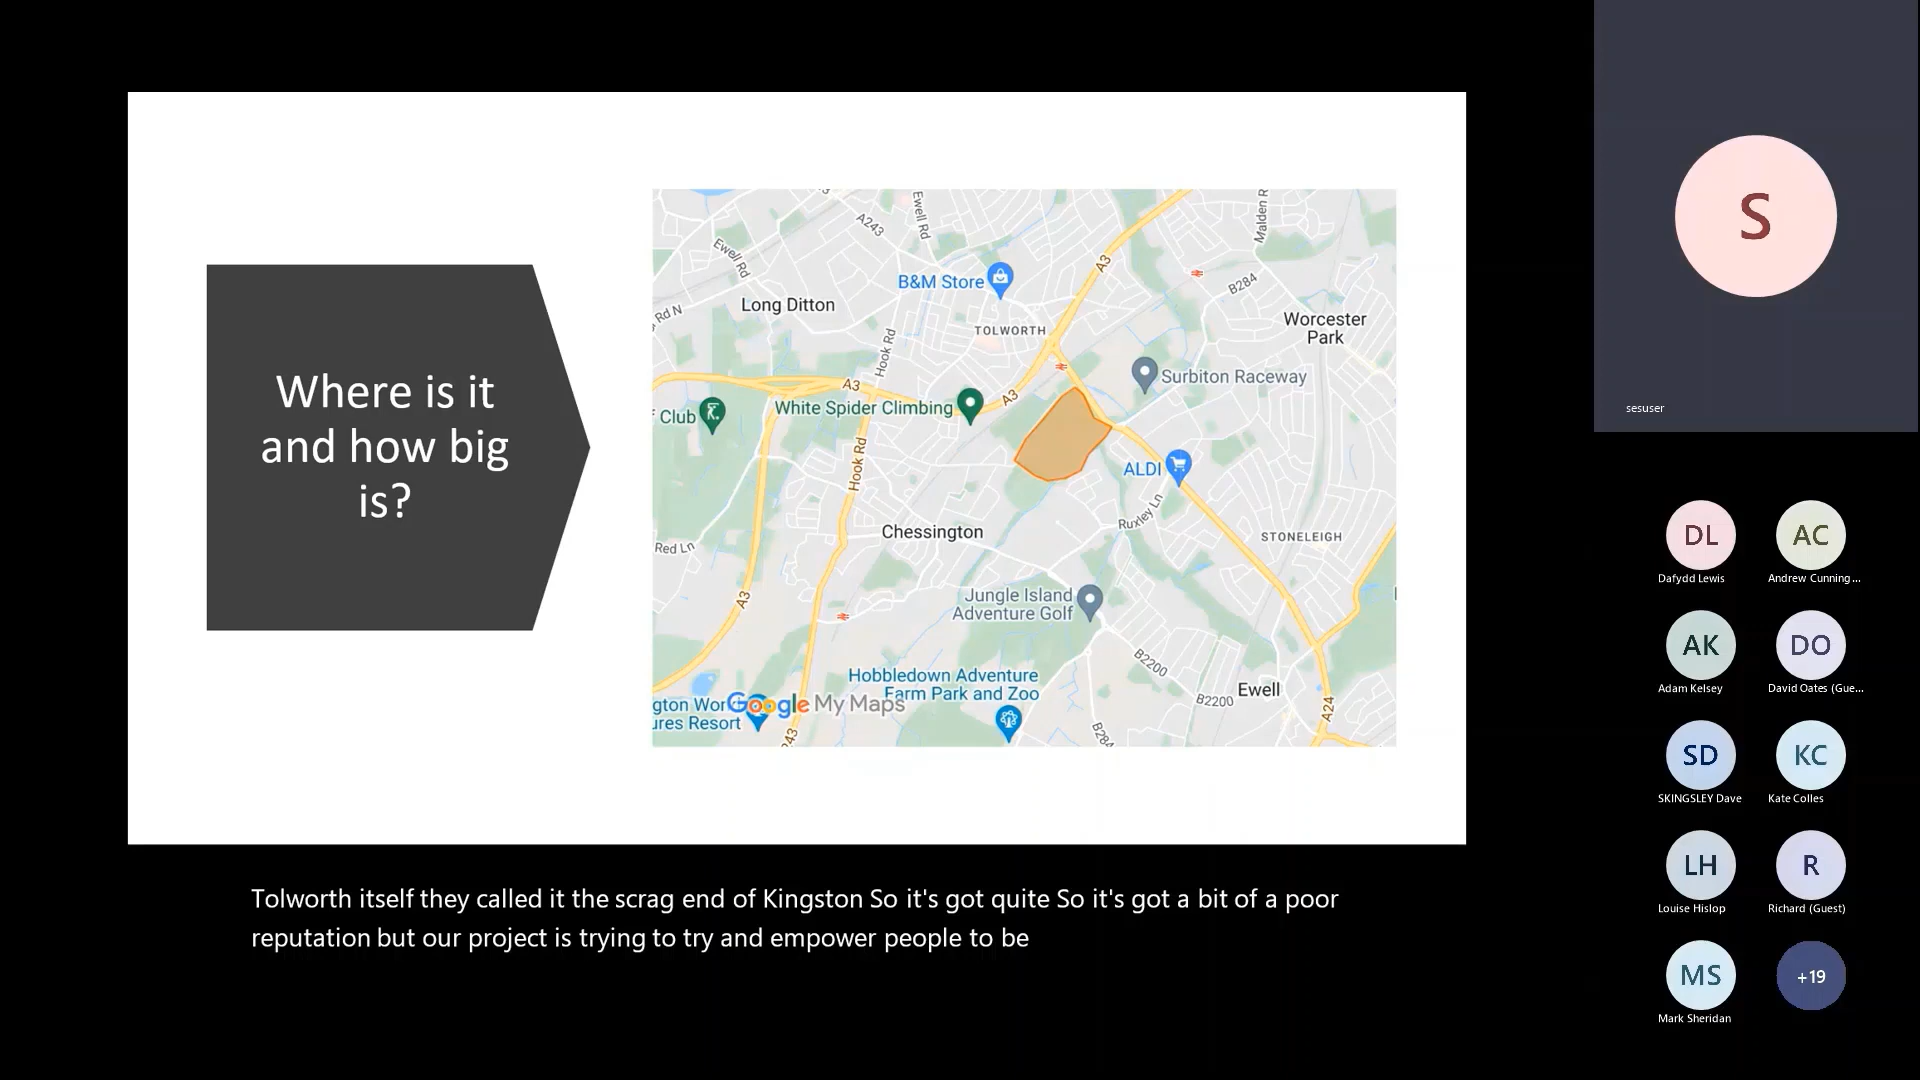 Where is it
and how big
is?
Ewell Rd
A243
Ewell Rd
Malden R
A3
B&M Store
B284
Long Ditton
Rd N
TOLWORTH
Worcester
Park
Hook Rd
Surbiton Raceway
A3
A3
White Spider Climbing
Club
Hook Rd
ALDI
Ruxley Ln
Chessington
STONELEIGH
Red Ln
A3
Jungle Island
Adventure Golf
B2200
Hobbledown Adventure
Farm Park and Zoo
Ewell
B2200
A24
gton Wor
ures Resort
Google My Maps
B284
243
Tolworth itself they called it the scrag end of Kingston So it's got quite So it's got a bit of a poor
reputation but our project is trying to try and empower people to be
S
sesuser
DL
AC
Dafydd Lewis
Andrew Cunning...
AK
DO
Adam Kelsey
David Oates (Gue...
SD
KC
SKINGSLEY Dave
Kate Colles
LH
R
Louise Hislop
Richard (Guest)
MS
+19
Mark Sheridan